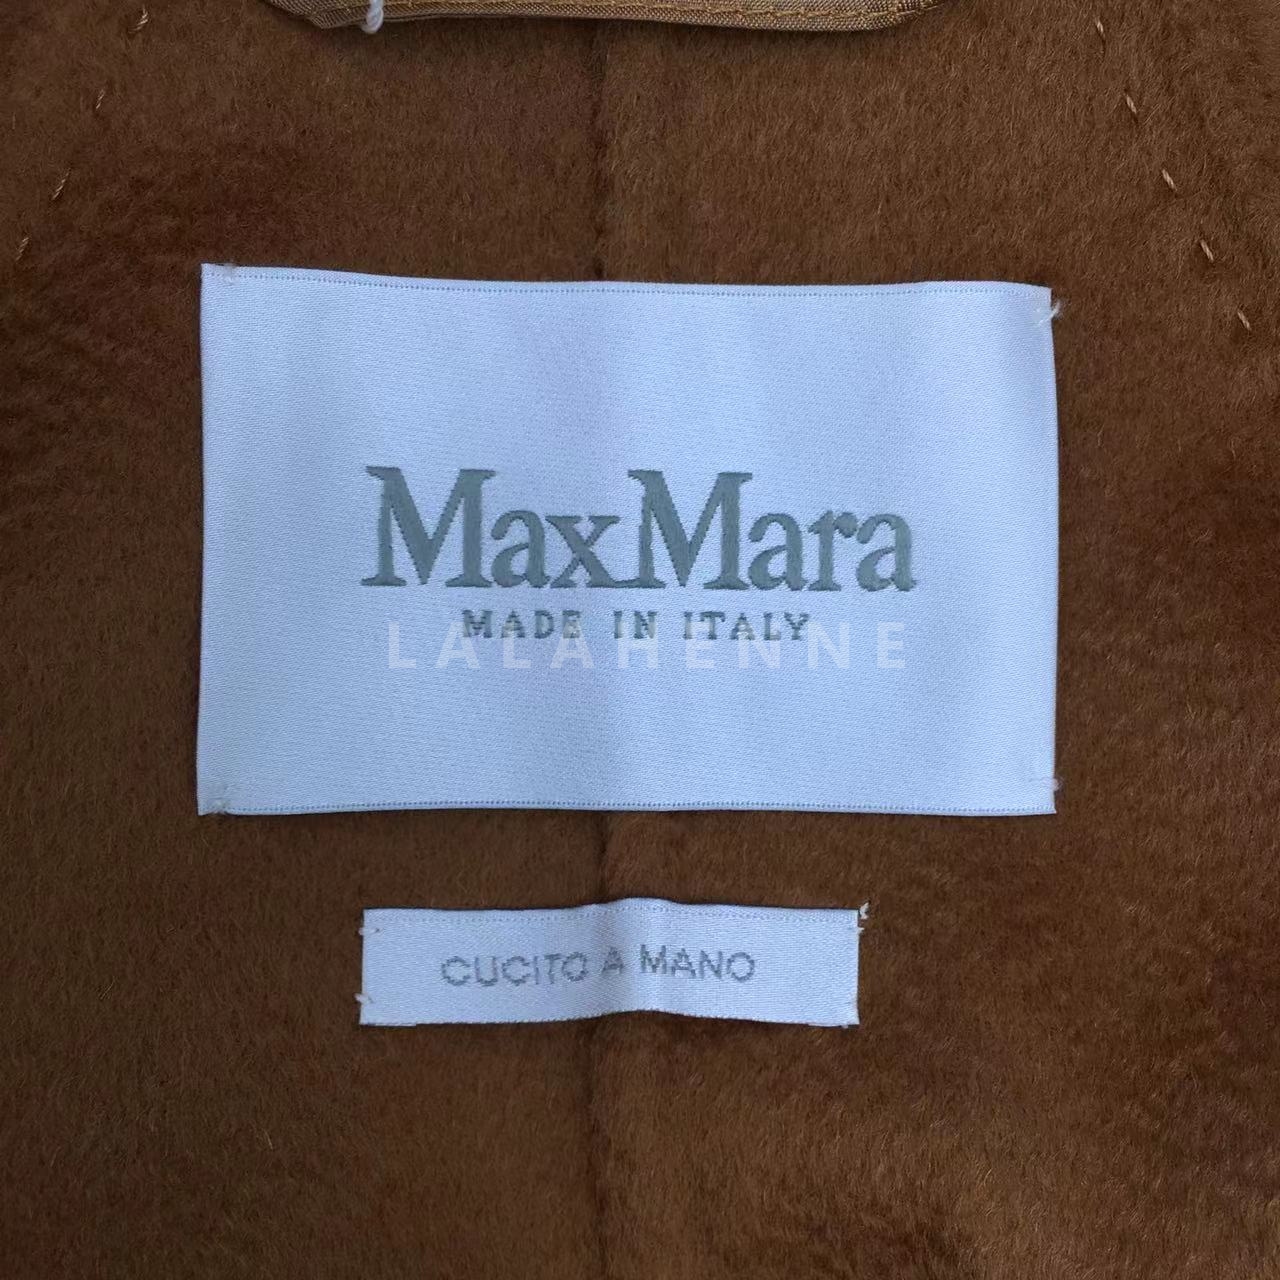 MaxMara
MADE IN ITALY
LALAHENNE
CUCITO A MANO